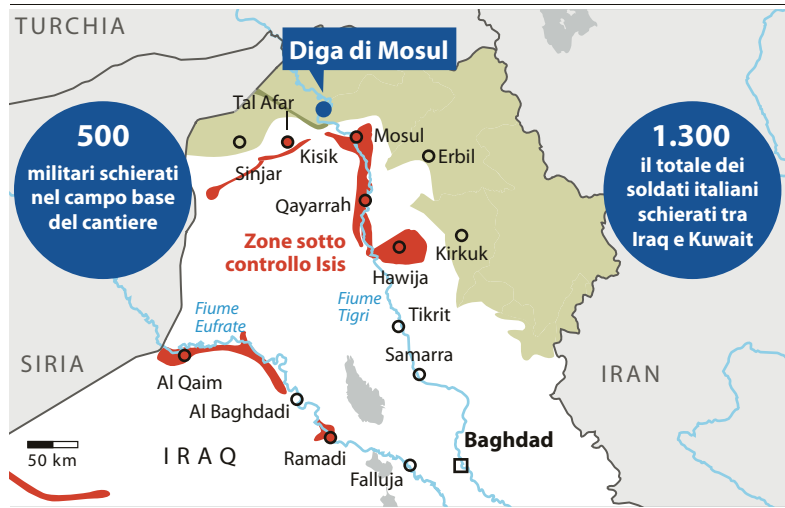 TURCHIA
Diga di Mosul
500
militari schierati
nel campo base
del cantiere
1.300
il totale dei
soldati italiani
schierati tra
Iraq e Kuwait
Tal Afar
Mosul
Kisik
Erbil
Sinjar
Qayarrah
Zone sotto
controllo Isis
Kirkuk
Hawija
Fiume
Eufrate
Fiume
Tigri
Tikrit
SIRIA
Samarra
IRAN
Al Qaim
Al Baghdadi
50 km
IRAQ
Ramadi
Baghdad
Falluja